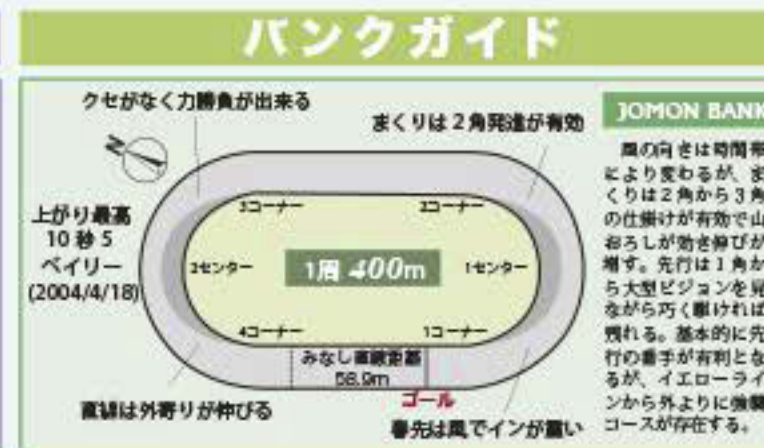 バンクガイド
クセがなく力勝負が出来る
まくりは2角発進が有効
N
上がり最高
10秒5
ベイリー
(2004/4/18)
3コーナー
2コーナー
2センター
1周 400m
1センター
4コーナー
1コーナー
みなし直線距離
58.9m
ゴール
直線は外寄りが伸びる
春先は風でインが重い
JOMON BANK
風の向きは時間帯
により変わるが、ま
くりは2角から3角
の仕掛けが有効で山
おろしが効き伸びが
増す。先行は1角か
ら大型ビジョンを見
ながら巧く駆ければ
残れる。基本的に先
行の番手が有利とな
るが、イエローライ
ンから外よりに強
コースが存在する。